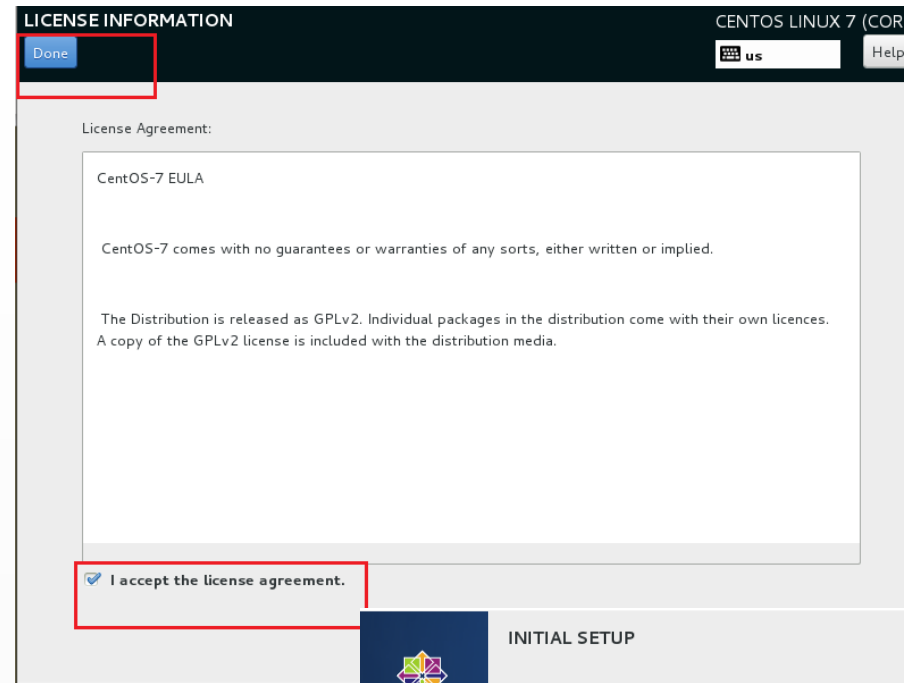 LICENSE INFORMATION
CENTOS LINUX 7 (COR
Done
us
Help
License Agreement:
CentOS-7 EULA
CentOS-7 comes with no guarantees or warranties of any sorts, either written or implied.
The Distribution is released as GPLv2. Individual packages in the distribution come with their own licences.
A copy of the GPLv2 license is included with the distribution media.
I accept the license agreement.
INITIAL SETUP